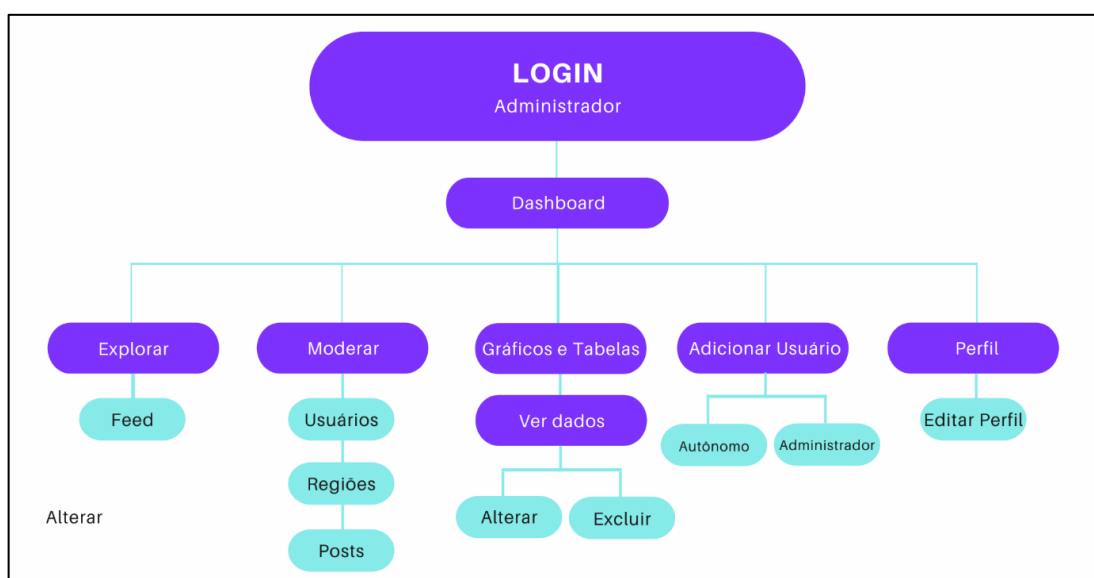 LOGIN
Administrador
Dashboard
Explorar
Moderar
Gráficos e Tabelas
Adicionar Usuário
Perfil
Feed
Usuários
Ver dados
Autônomo
Administrador
Editar Perfil
Regiões
Alterar
Excluir
Posts
Alterar